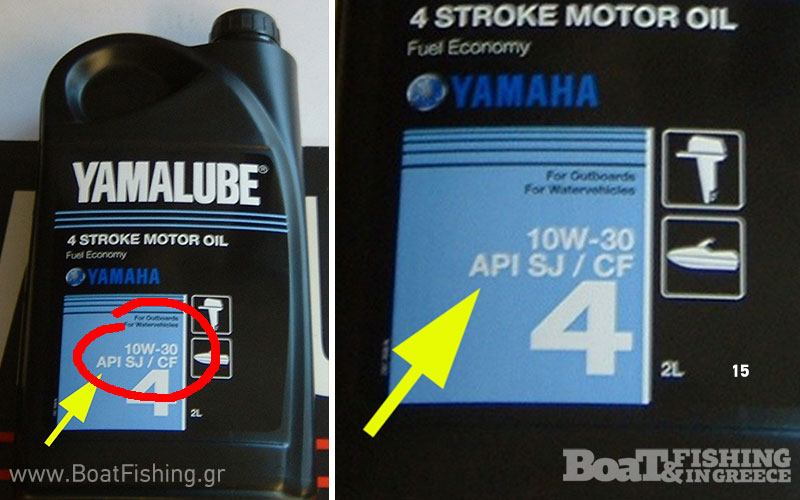 YAMALUBE®
4 STROKE MOTOR OIL
Fuel Economy
YAMAHA
For Outboards
For Watervehicles
10W-30
API SJ / CF
4
2L
www.BoatFishing.gr
4 STROKE MOTOR OIL
Fuel Economy
YAMAHA
For Outboards
For Watervehicles
10W-30
API SJ / CF
4
2L
15
BOAT & FISHING
IN GREECE